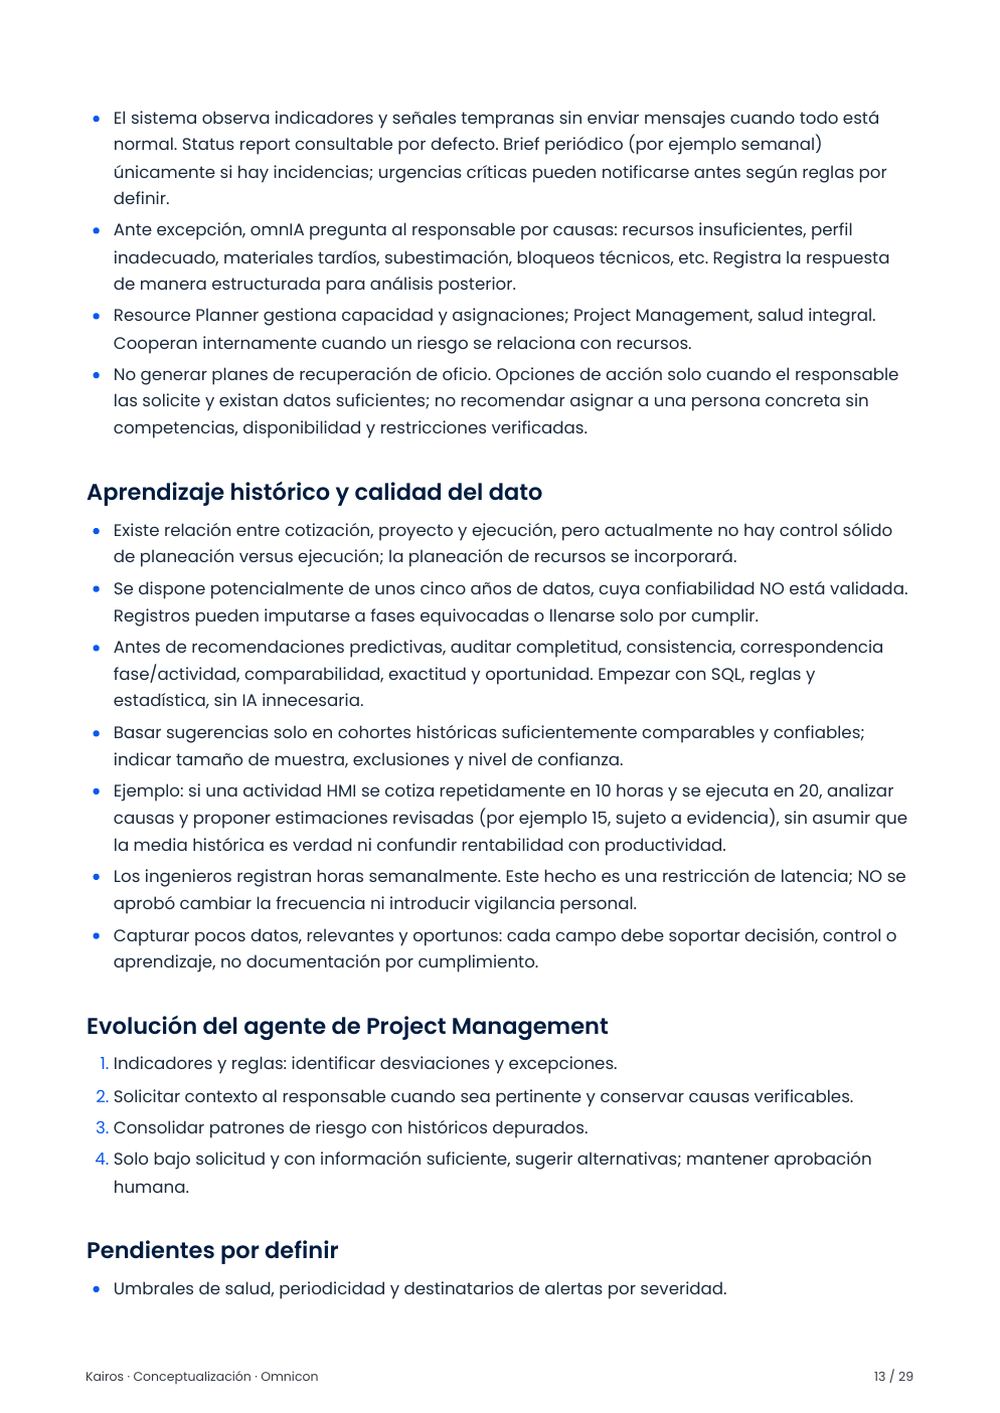 • El sistema observa indicadores y señales tempranas sin enviar mensajes cuando todo está
normal. Status report consultable por defecto. Brief periódico (por ejemplo semanal)
únicamente si hay incidencias; urgencias críticas pueden notificarse antes según reglas por
definir.
• Ante excepción, omnIA pregunta al responsable por causas: recursos insuficientes, perfil
inadecuado, materiales tardíos, subestimación, bloqueos técnicos, etc. Registra la respuesta
de manera estructurada para análisis posterior.
• Resource Planner gestiona capacidad y asignaciones; Project Management, salud integral.
Cooperan internamente cuando un riesgo se relaciona con recursos.
• No generar planes de recuperación de oficio. Opciones de acción solo cuando el responsable
las solicite y existan datos suficientes; no recomendar asignar a una persona concreta sin
competencias, disponibilidad y restricciones verificadas.
Aprendizaje histórico y calidad del dato
• Existe relación entre cotización, proyecto y ejecución, pero actualmente no hay control sólido
de planeación versus ejecución; la planeación de recursos se incorporará.
• Se dispone potencialmente de unos cinco años de datos, cuya confiabilidad NO está validada.
Registros pueden imputarse a fases equivocadas o llenarse solo por cumplir.
• Antes de recomendaciones predictivas, auditar completitud, consistencia, correspondencia
fase/actividad, comparabilidad, exactitud y oportunidad. Empezar con SQL, reglas y
estadística, sin IA innecesaria.
• Basar sugerencias solo en cohortes históricas suficientemente comparables y confiables;
indicar tamaño de muestra, exclusiones y nivel de confianza.
• Ejemplo: si una actividad HMI se cotiza repetidamente en 10 horas y se ejecuta en 20, analizar
causas y proponer estimaciones revisadas (por ejemplo 15, sujeto a evidencia), sin asumir que
la media histórica es verdad ni confundir rentabilidad con productividad.
• Los ingenieros registran horas semanalmente. Este hecho es una restricción de latencia; NO se
aprobó cambiar la frecuencia ni introducir vigilancia personal.
• Capturar pocos datos, relevantes y oportunos: cada campo debe soportar decisión, control o
aprendizaje, no documentación por cumplimiento.
Evolución del agente de Project Management
1. Indicadores y reglas: identificar desviaciones y excepciones.
2. Solicitar contexto al responsable cuando sea pertinente y conservar causas verificables.
3. Consolidar patrones de riesgo con históricos depurados.
4. Solo bajo solicitud y con información suficiente, sugerir alternativas; mantener aprobación
humana.
Pendientes por definir
• Umbrales de salud, periodicidad y destinatarios de alertas por severidad.
Kairos · Conceptualización · Omnicon
13 / 29